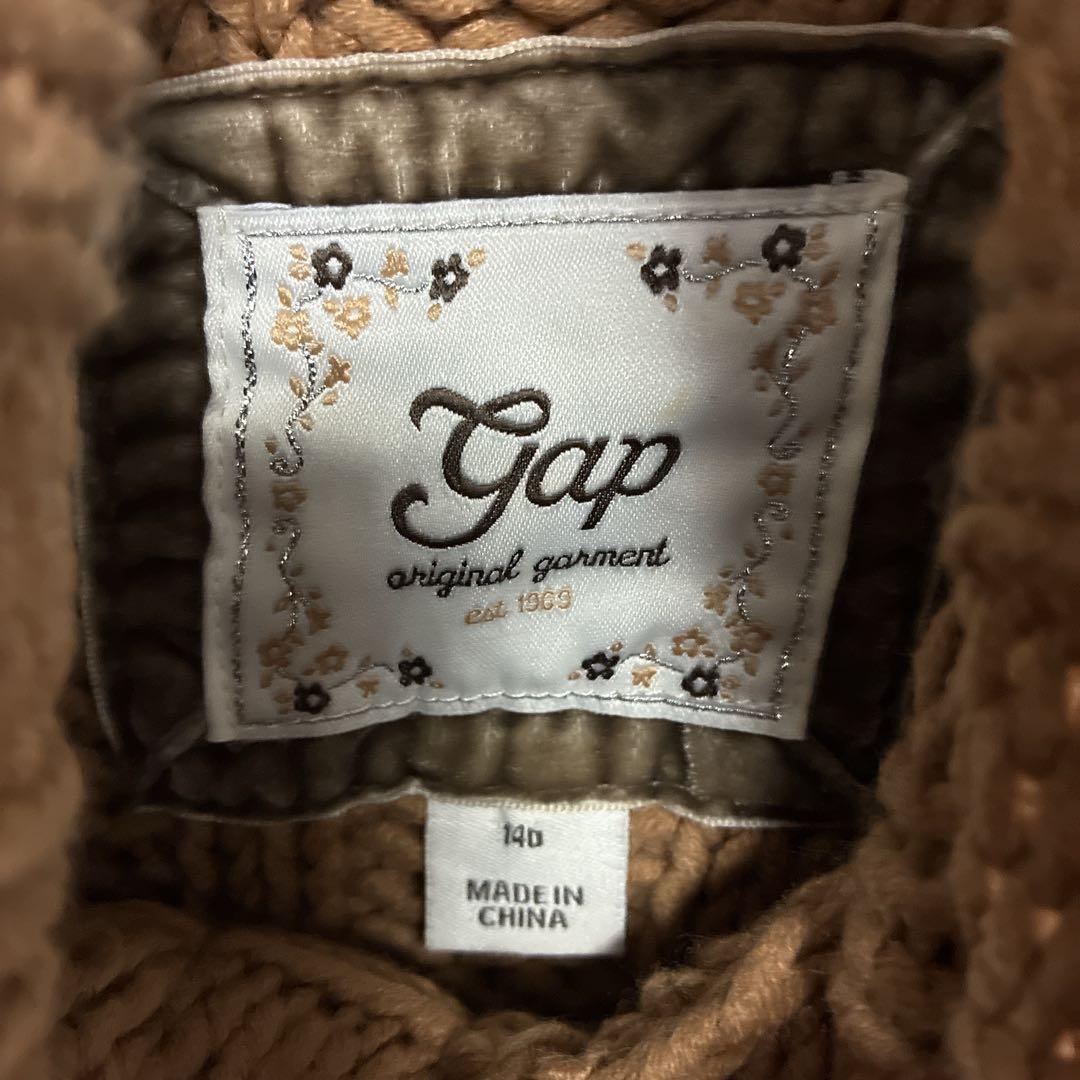 gap
original garment
est 1969
140
MADE IN
CHINA